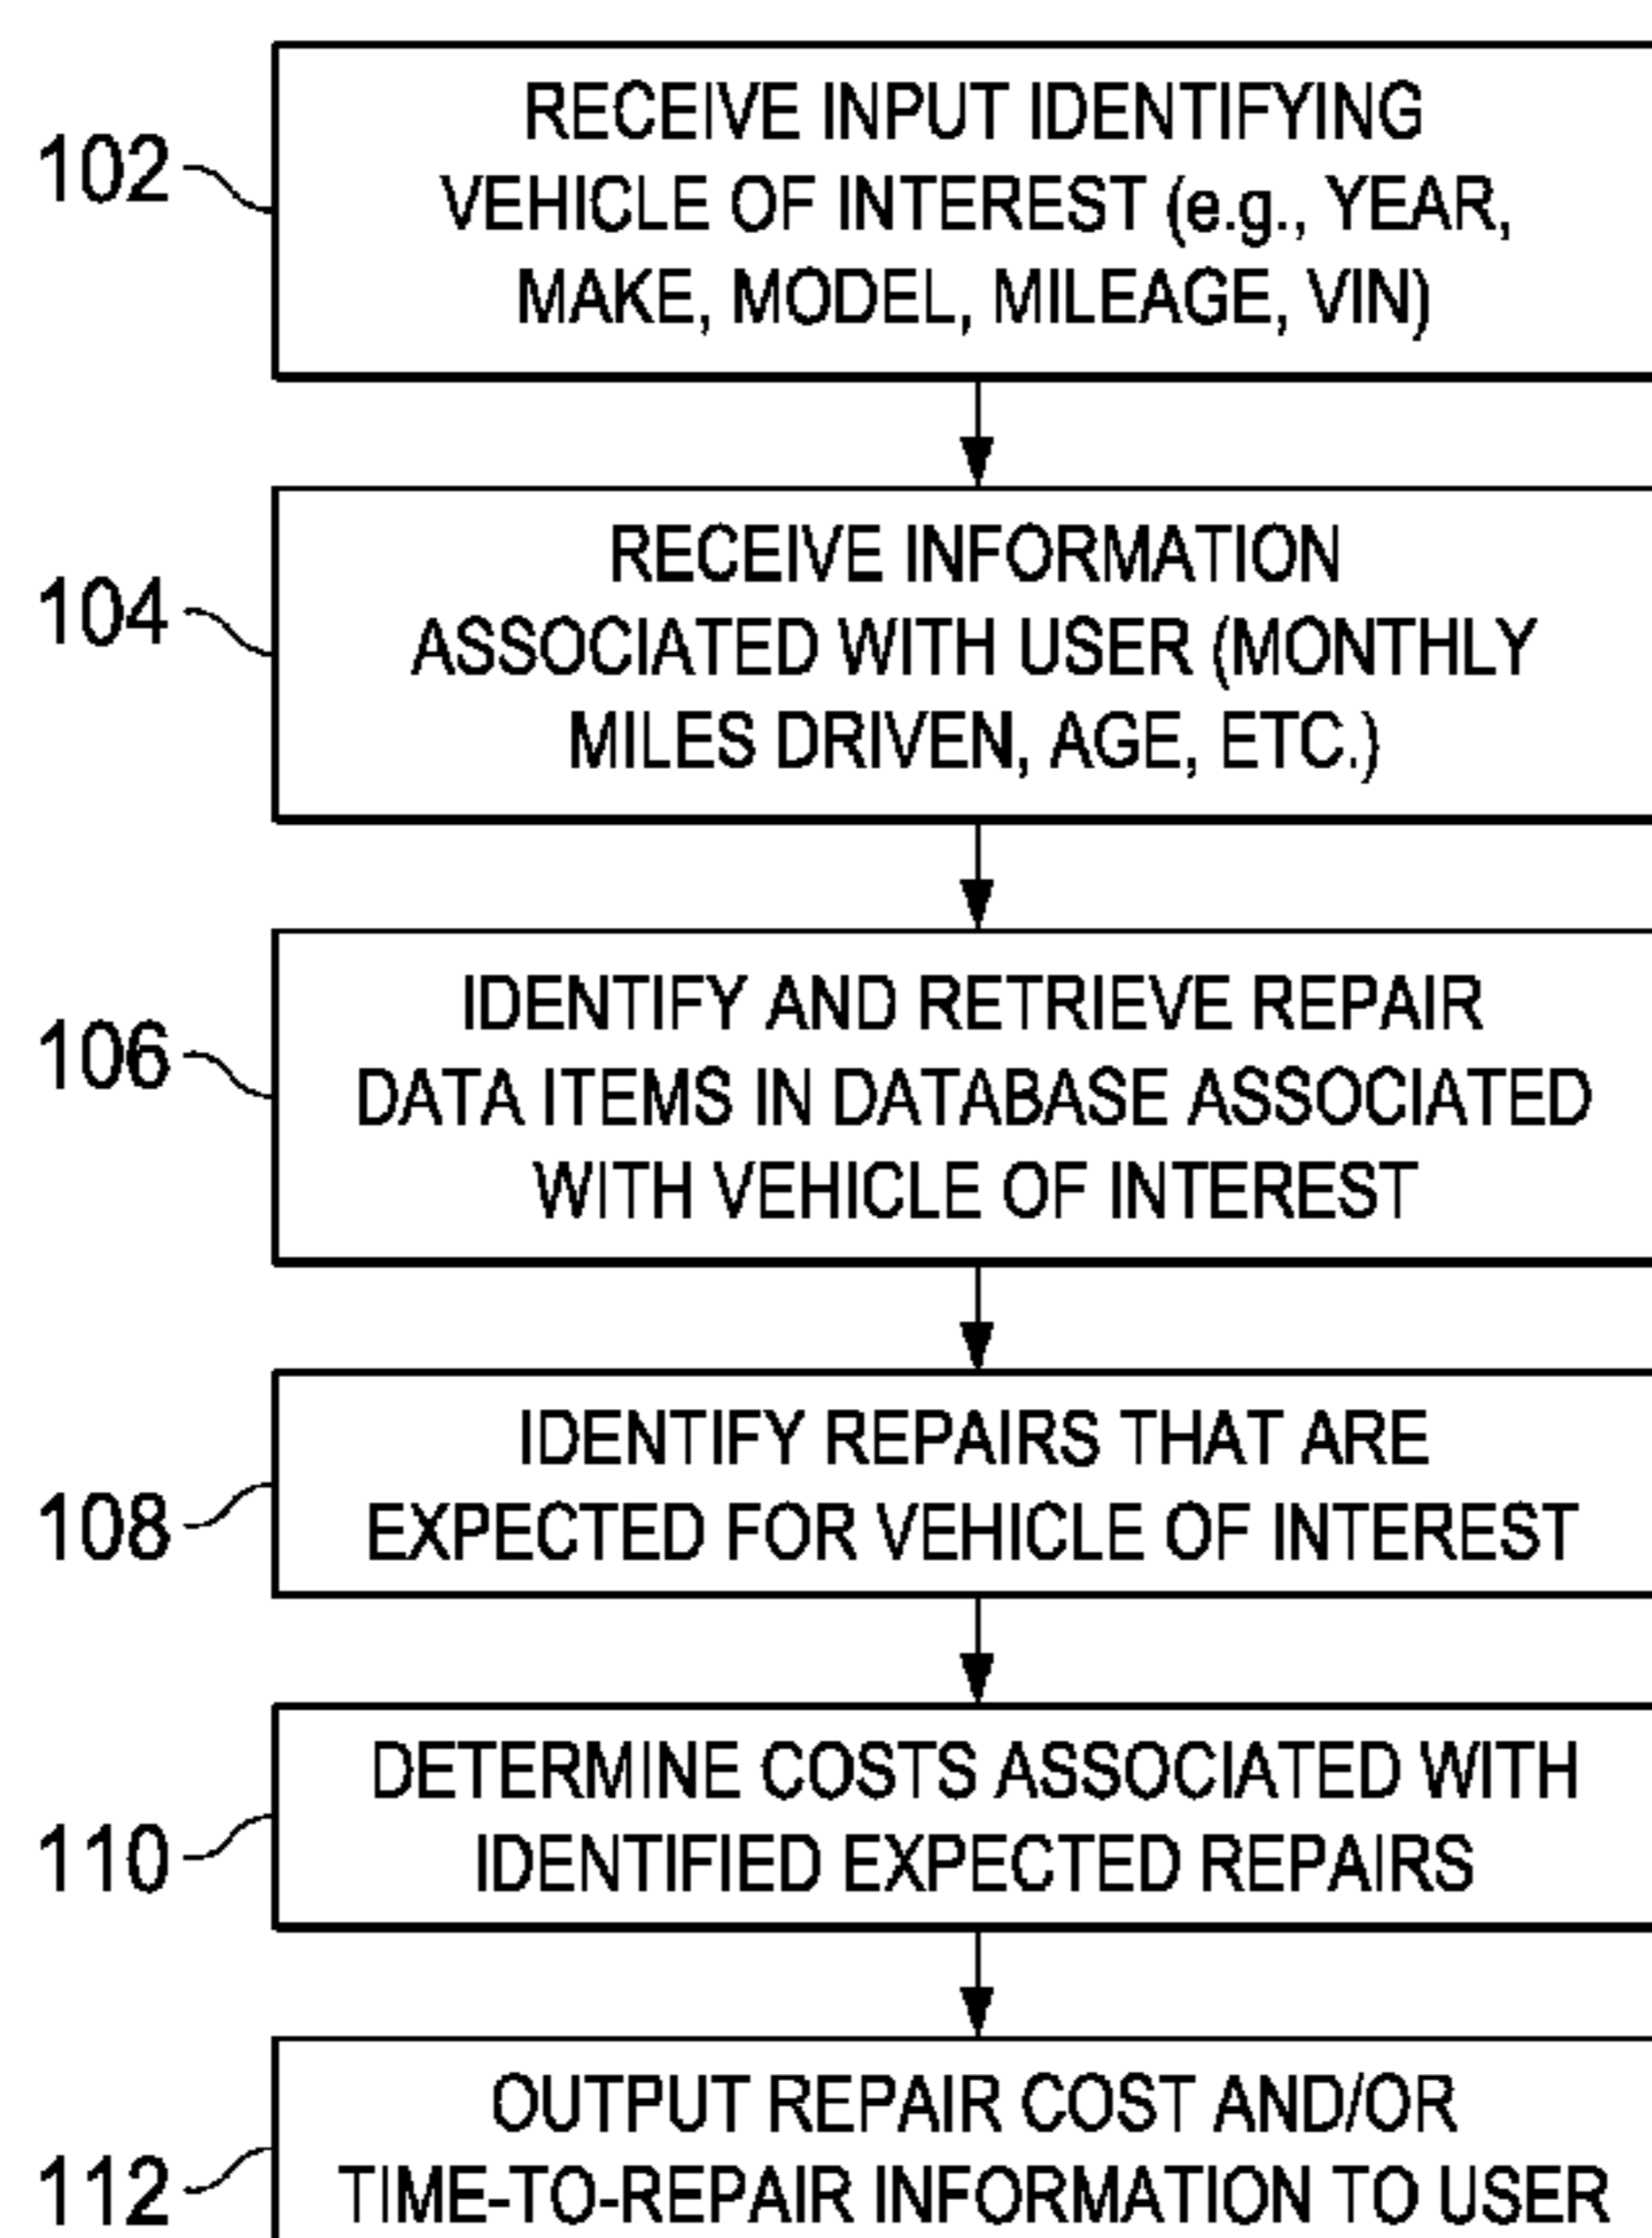 102
RECEIVE INPUT IDENTIFYING
VEHICLE OF INTEREST (e.g., YEAR,
MAKE, MODEL, MILEAGE, VIN)
104
RECEIVE INFORMATION
ASSOCIATED WITH USER (MONTHLY
MILES DRIVEN, AGE, ETC.)
106
IDENTIFY AND RETRIEVE REPAIR
DATA ITEMS IN DATABASE ASSOCIATED
WITH VEHICLE OF INTEREST
108
IDENTIFY REPAIRS THAT ARE
EXPECTED FOR VEHICLE OF INTEREST
110
DETERMINE COSTS ASSOCIATED WITH
IDENTIFIED EXPECTED REPAIRS
112
OUTPUT REPAIR COST AND/OR
TIME-TO-REPAIR INFORMATION TO USER